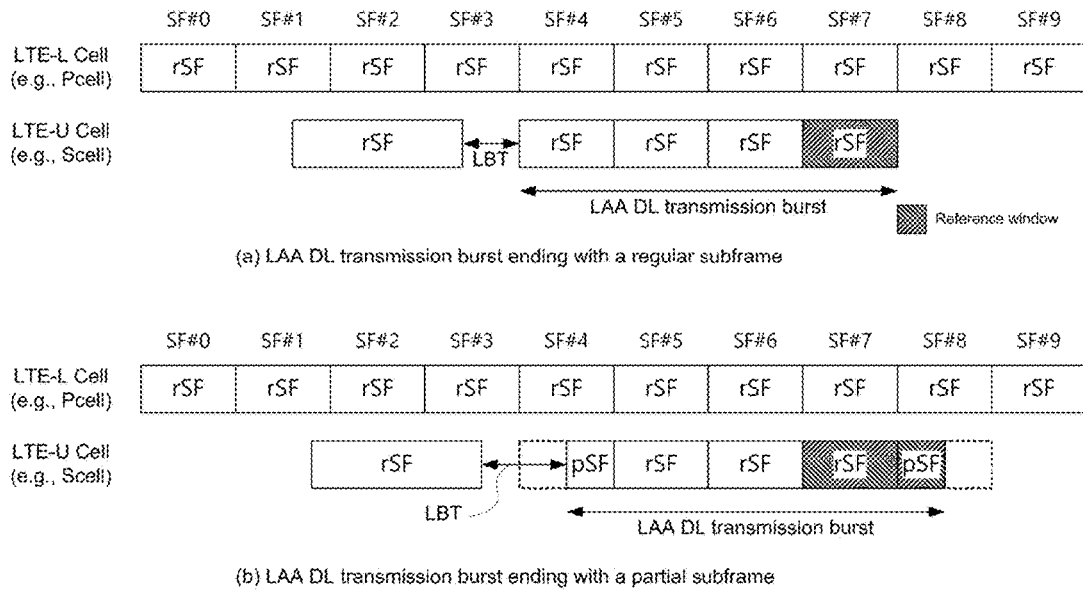 SF#0 SF#1 SF#2 SF#3 SF#4 SF#5 SF#6 SF#7 SF#8 SF#9
LTE-L Cell
(e.g., Pcell)
rSF rSF rSF rSF rSF rSF rSF rSF rSF rSF
LTE-U Cell
(e.g., Scell)
rSF LBT rSF rSF rSF rSF
LAA DL transmission burst
Reference window
(a) LAA DL transmission burst ending with a regular subframe
SF#0 SF#1 SF#2 SF#3 SF#4 SF#5 SF#6 SF#7 SF#8 SF#9
LTE-L Cell
(e.g., Pcell)
rSF rSF rSF rSF rSF rSF rSF rSF rSF rSF
LTE-U Cell
(e.g., Scell)
rSF pSF rSF rSF rSF pSF
LBT
LAA DL transmission burst
(b) LAA DL transmission burst ending with a partial subframe